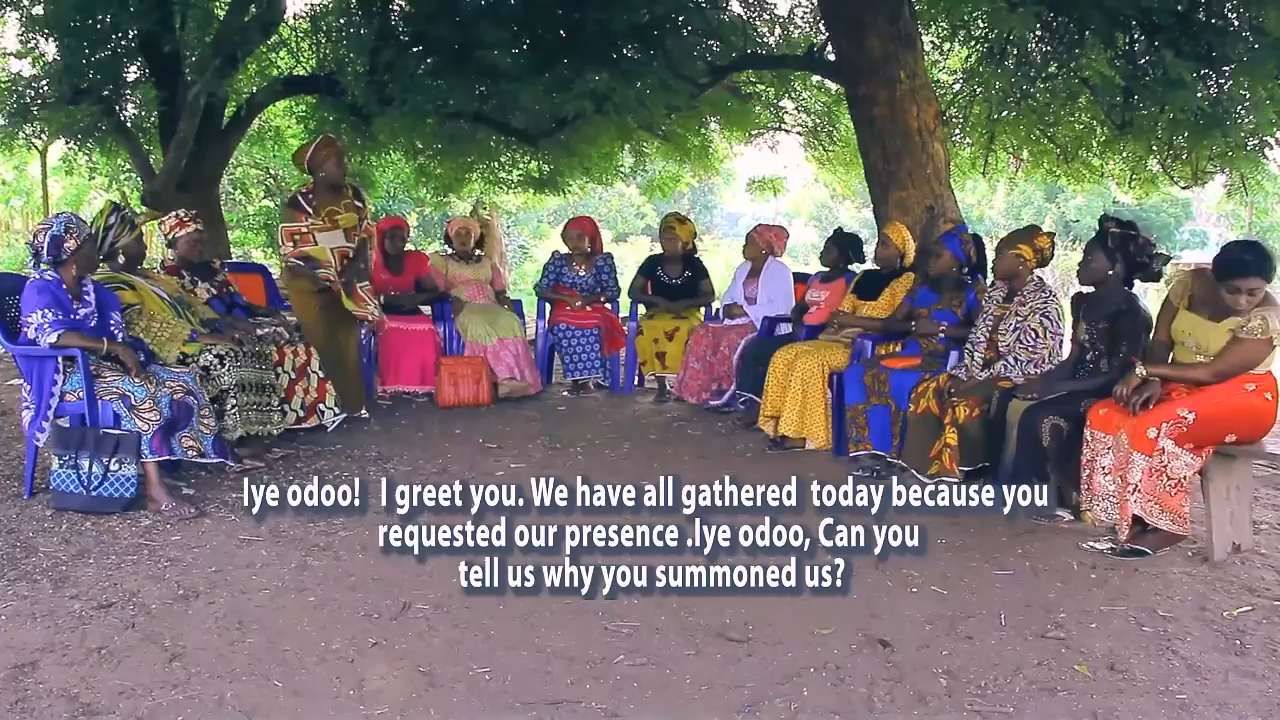 Iye odoo! I greet you. We have all gathered today because you
requested our presence .Iye odoo, Can you
tell us why you summoned us?